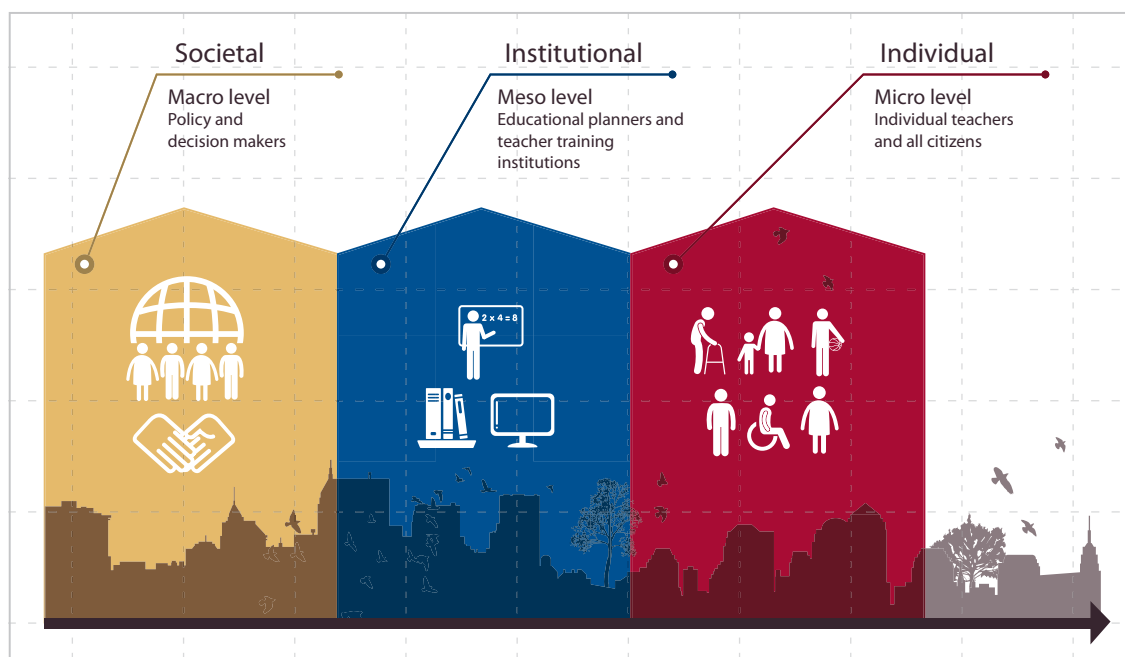 Societal
Macro level
Policy and
decision makers
Institutional
Meso level
Educational planners and
teacher training
institutions
Individual
Micro level
Individual teachers
and all citizens
2 x 4 = 8